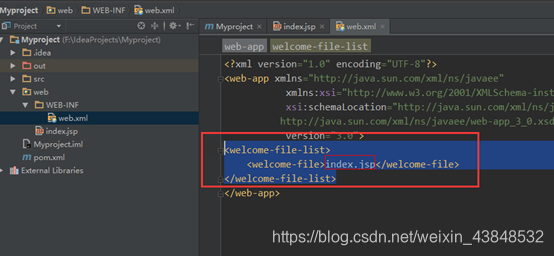 Myproject web WEB-INF web.xml
Project
Myproject index.jsp web.xml
Myproject (F:\IdeaProjects\Myproject)
.idea
out
src
web
WEB-INF
web.xml
index.jsp
Myproject.iml
pom.xml
External Libraries
web-app welcome-file-list
<?xml version="1.0" encoding="UTF-8"?>
<web-app xmlns="http://java.sun.com/xml/ns/javaee"
xmlns:xsi="http://www.w3.org/2001/XMLSchema-inst
xsi:schemaLocation="http://java.sun.com/xml/ns/j
http://java.sun.com/xml/ns/javaee/web-app_3_0.xsd
version="3.0">
<welcome-file-list>
<welcome-file>index.jsp</welcome-file>
</welcome-file-list>
</web-app>
https://blog.csdn.net/weixin_43848532